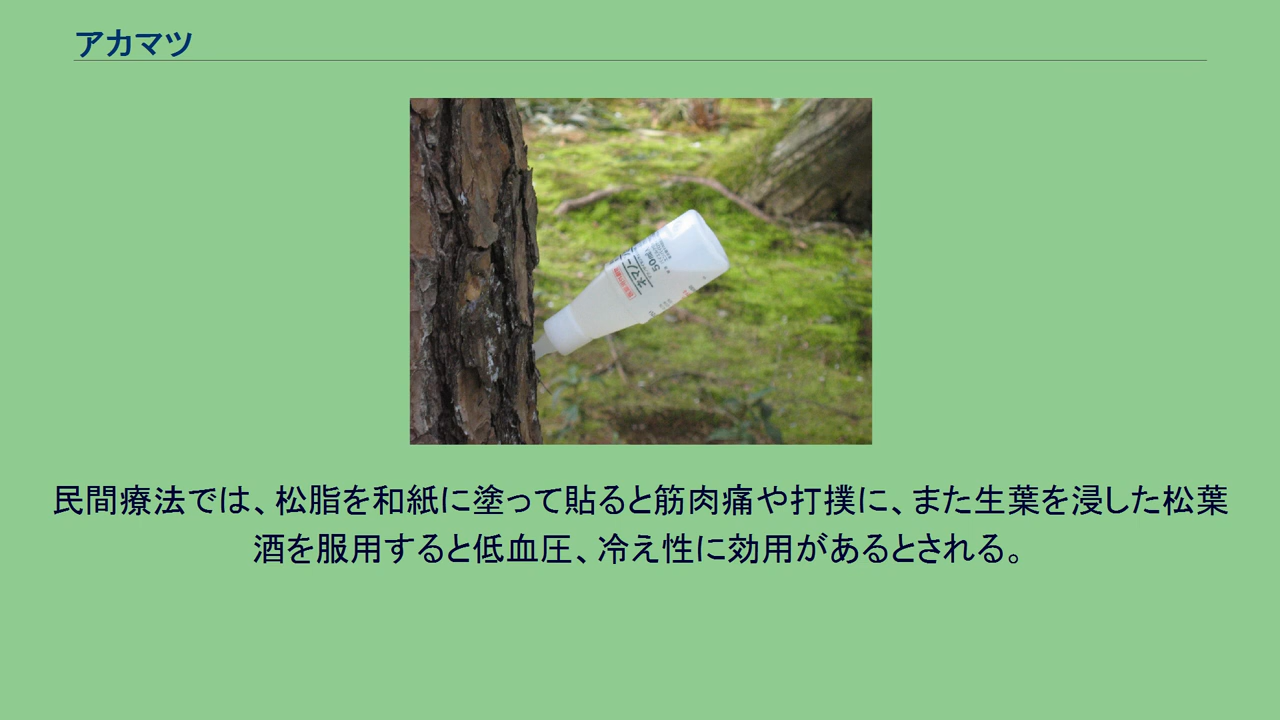 アカマツ
50mL
民間療法では、松脂を和紙に塗って貼ると筋肉痛や打撲に、また生葉を浸した松葉
酒を服用すると低血圧、冷え性に効用があるとされる。